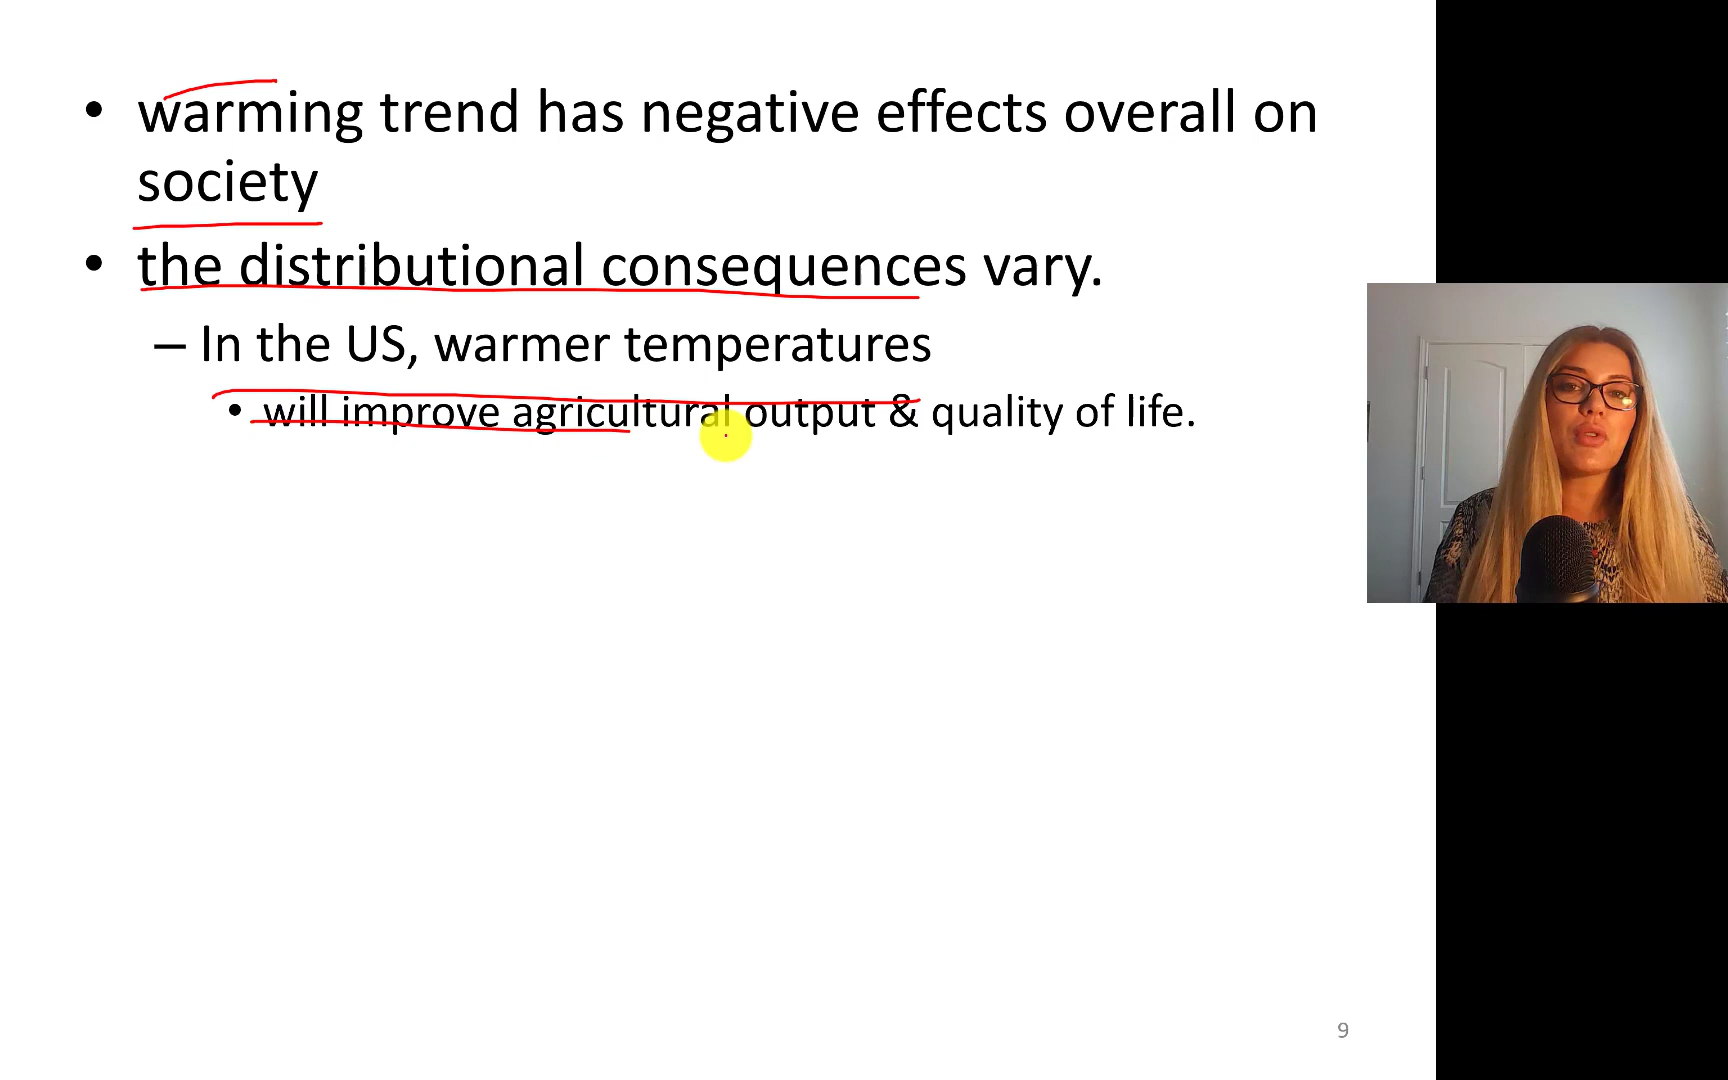 • warming trend has negative effects overall on
society
• the distributional consequences vary.
– In the US, warmer temperatures
• will improve agricultural output & quality of life.
9